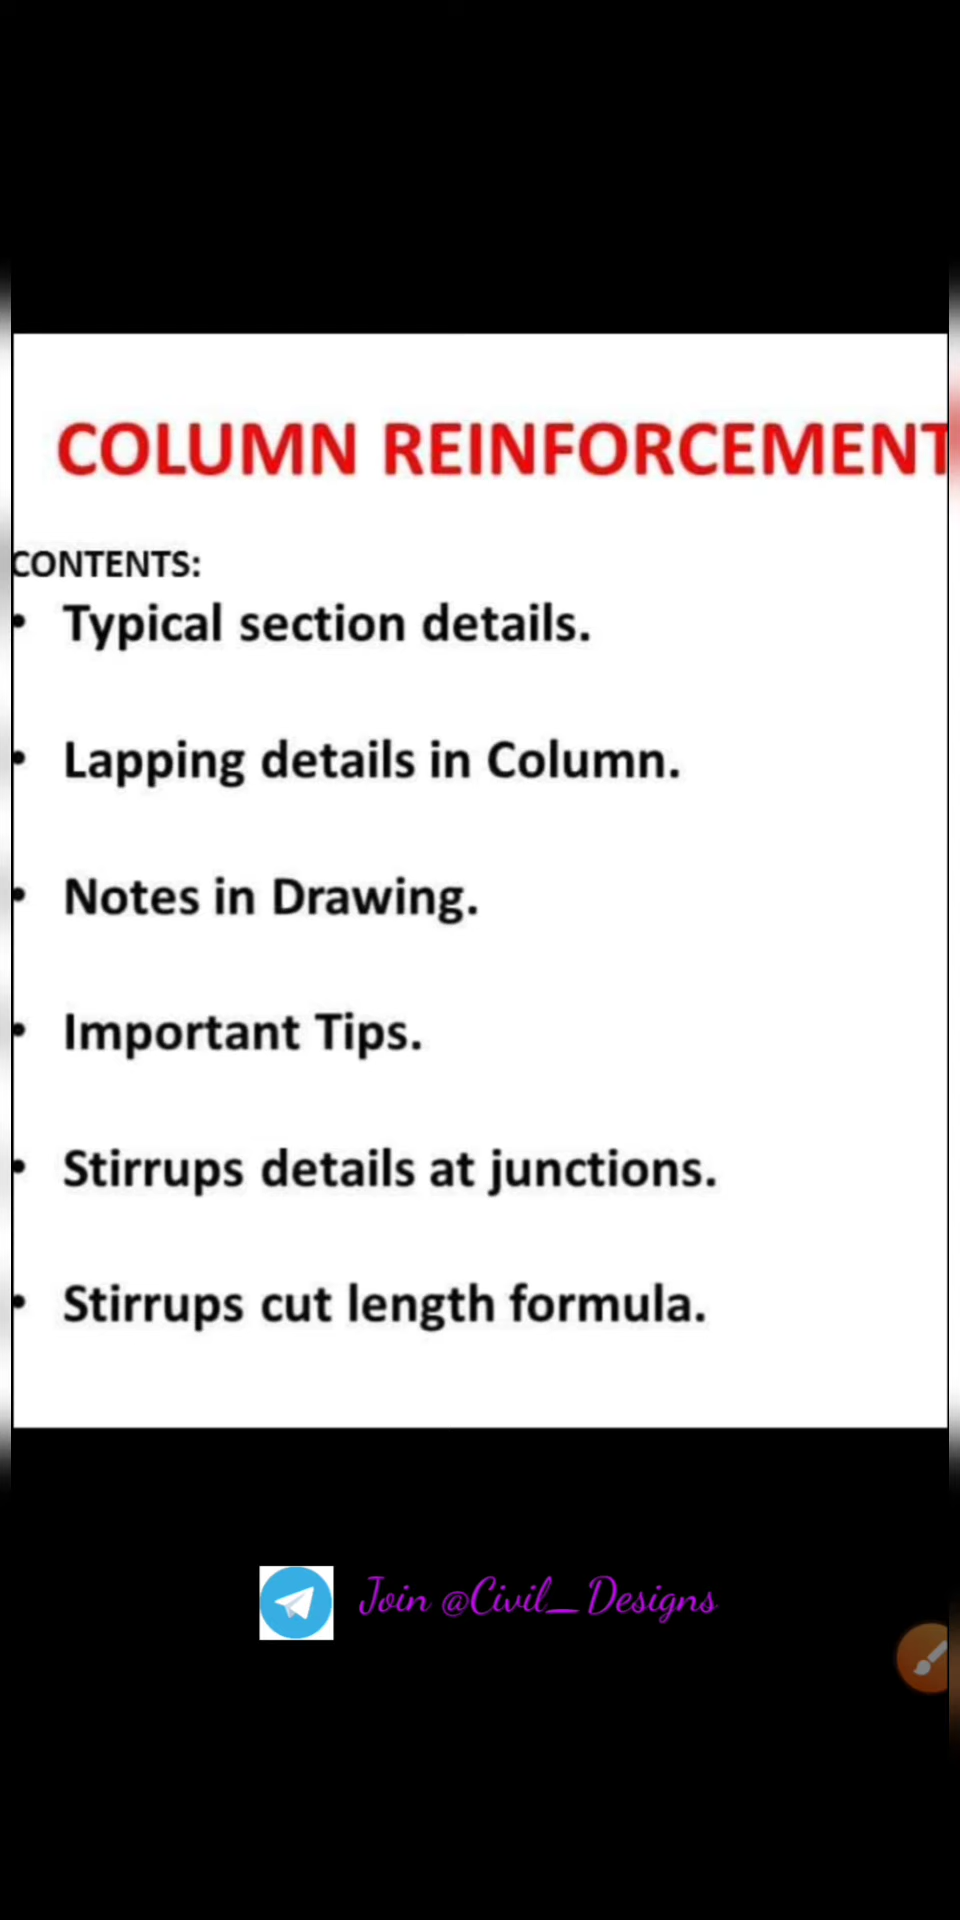 COLUMN REINFORCEMENT
CONTENTS:
• Typical section details.
• Lapping details in Column.
• Notes in Drawing.
• Important Tips.
• Stirrups details at junctions.
• Stirrups cut length formula.
Join @Civil_Designs